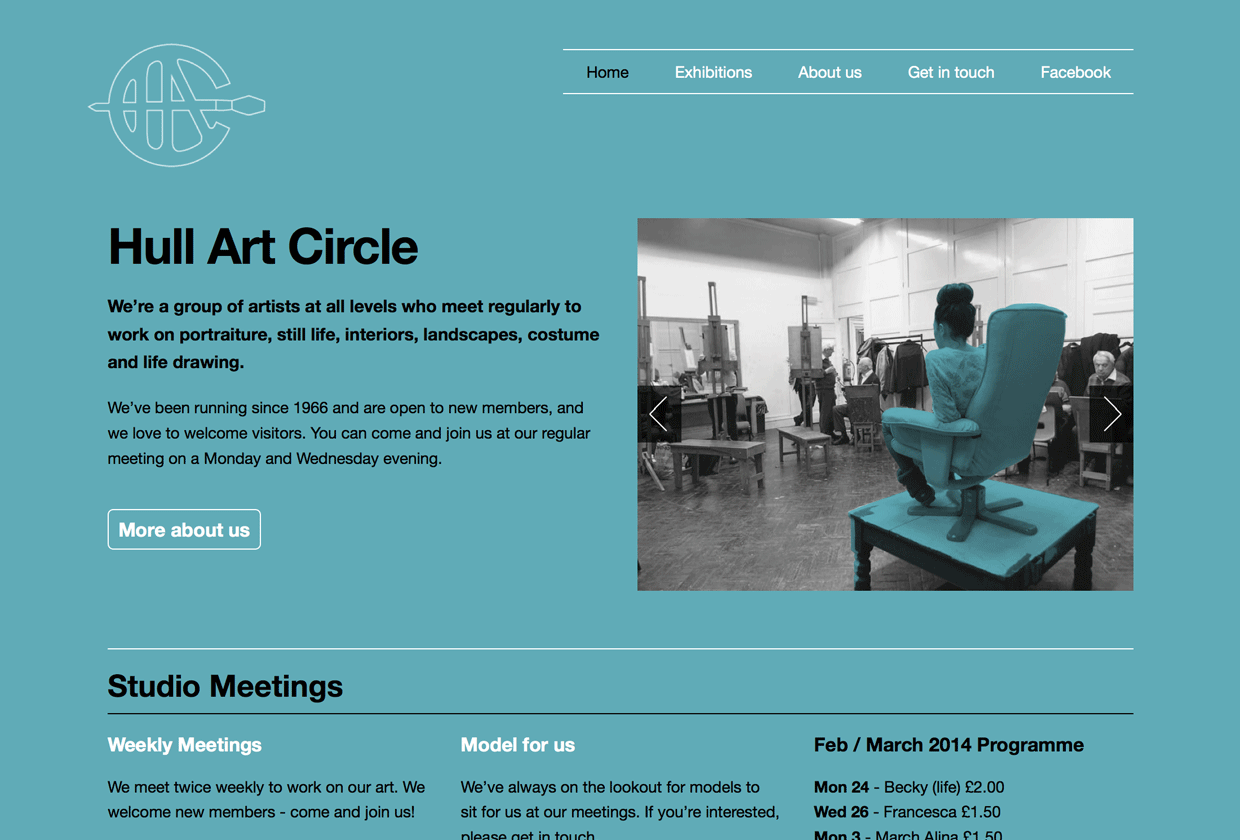 Home Exhibitions About us Get in touch Facebook
Hull Art Circle
We’re a group of artists at all levels who meet regularly to
work on portraiture, still life, interiors, landscapes, costume
and life drawing.
We’ve been running since 1966 and are open to new members, and
we love to welcome visitors. You can come and join us at our regular
meeting on a Monday and Wednesday evening.
More about us
Studio Meetings
Weekly Meetings
We meet twice weekly to work on our art. We
welcome new members - come and join us!
Model for us
We’ve always on the lookout for models to
sit for us at our meetings. If you’re interested,
please get in touch.
Feb / March 2014 Programme
Mon 24 - Becky (life) £2.00
Wed 26 - Francesca £1.50
Mon 3 - March Alina £1.50